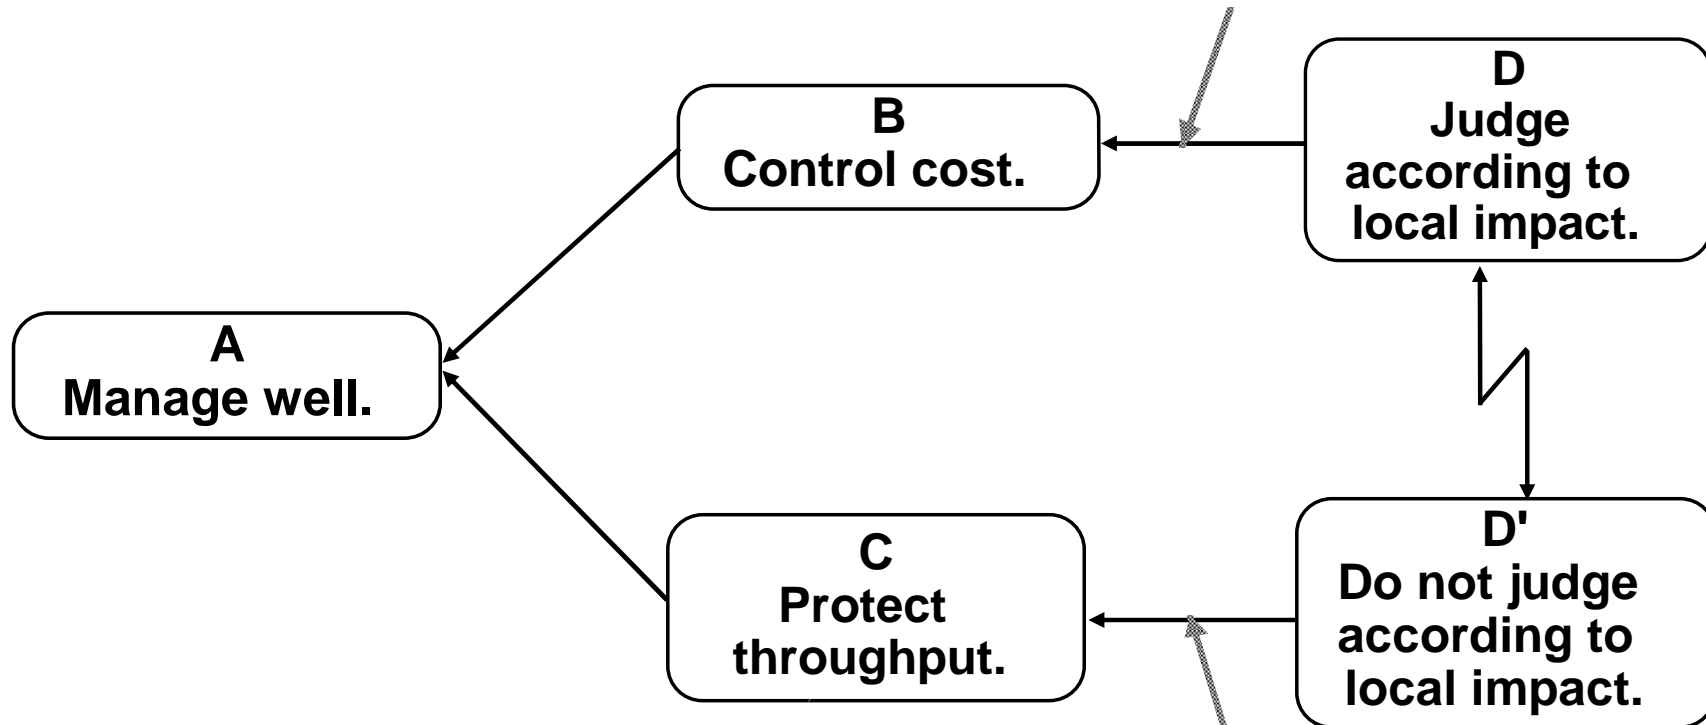 A
Manage well.
B
Control cost.
C
Protect
throughput.
D
Judge
according to
local impact.
D'
Do not judge
according to
local impact.